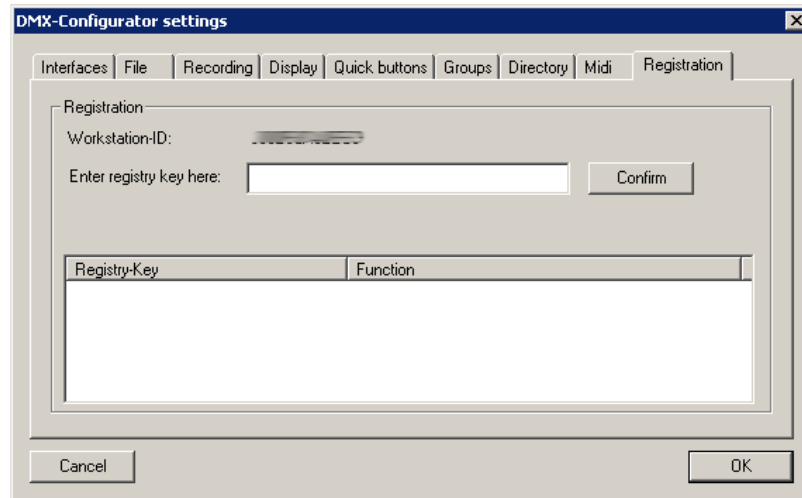 DMX-Configurator settings
Interfaces File Recording Display Quick buttons Groups Directory Midi Registration
Registration
Workstation-ID:
Enter registry key here: Confirm
Registry-Key Function
Cancel OK